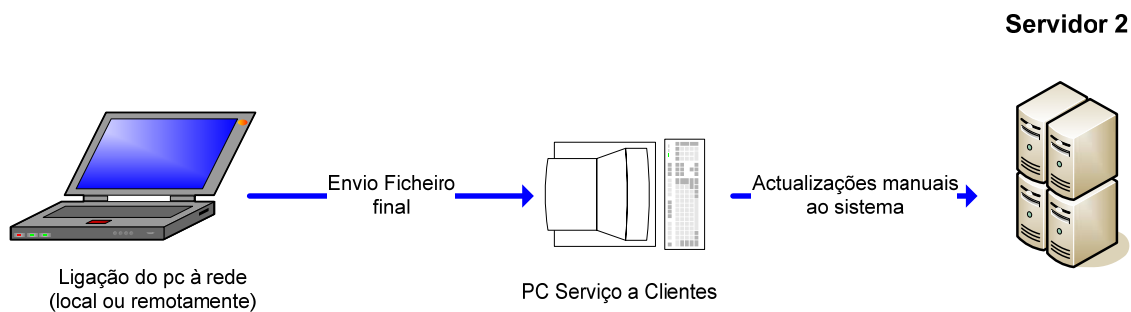 Servidor 2
Envio Ficheiro
final
Actualizações manuais
ao sistema
Ligação do pc à rede
(local ou remotamente)
PC Serviço a Clientes